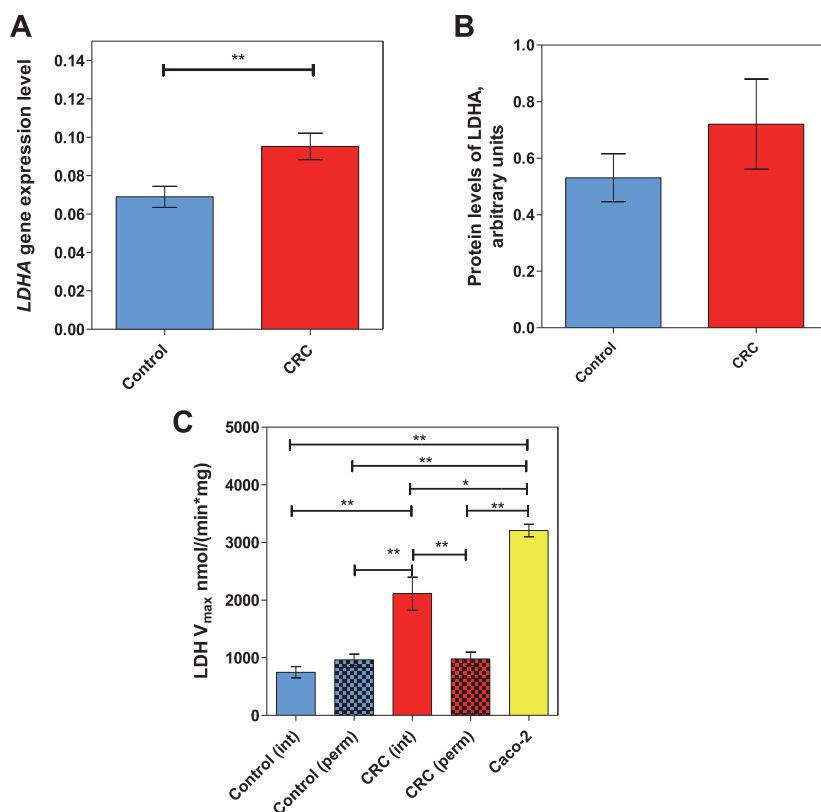 A
LDHA gene expression level
0.14
0.12
0.10
0.08
0.06
0.04
0.02
0.00
**
Control
CRC
B
Protein levels of LDHA,
arbitrary units
1.0
0.8
0.6
0.4
0.2
0.0
Control
CRC
C
LDH Vmax nmol/(min*mg)
5000
4000
3000
2000
1000
0
**
**
*
**
**
**
**
Control (int)
Control (perm)
CRC (int)
CRC (perm)
Caco-2